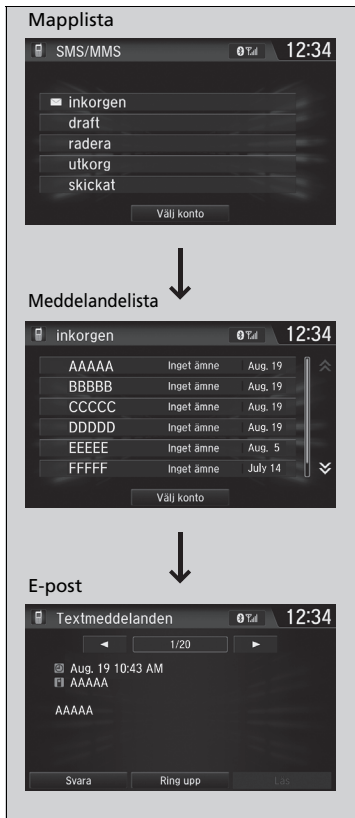 Mapplista
SMS/MMS 12:34
inkorgen
draft
radera
utkorg
skickat
Välj konto
Meddelandelista
inkorgen 12:34
AAAAA Inget ämne Aug. 19
BBBBB Inget ämne Aug. 19
CCCCC Inget ämne Aug. 19
DDDDD Inget ämne Aug. 19
EEEEE Inget ämne Aug. 5
FFFFF Inget ämne July 14
Välj konto
E-post
Textmeddelanden 12:34
1/20
Aug. 19 10:43 AM
AAAAA
AAAAA
Svara Ring upp Läs